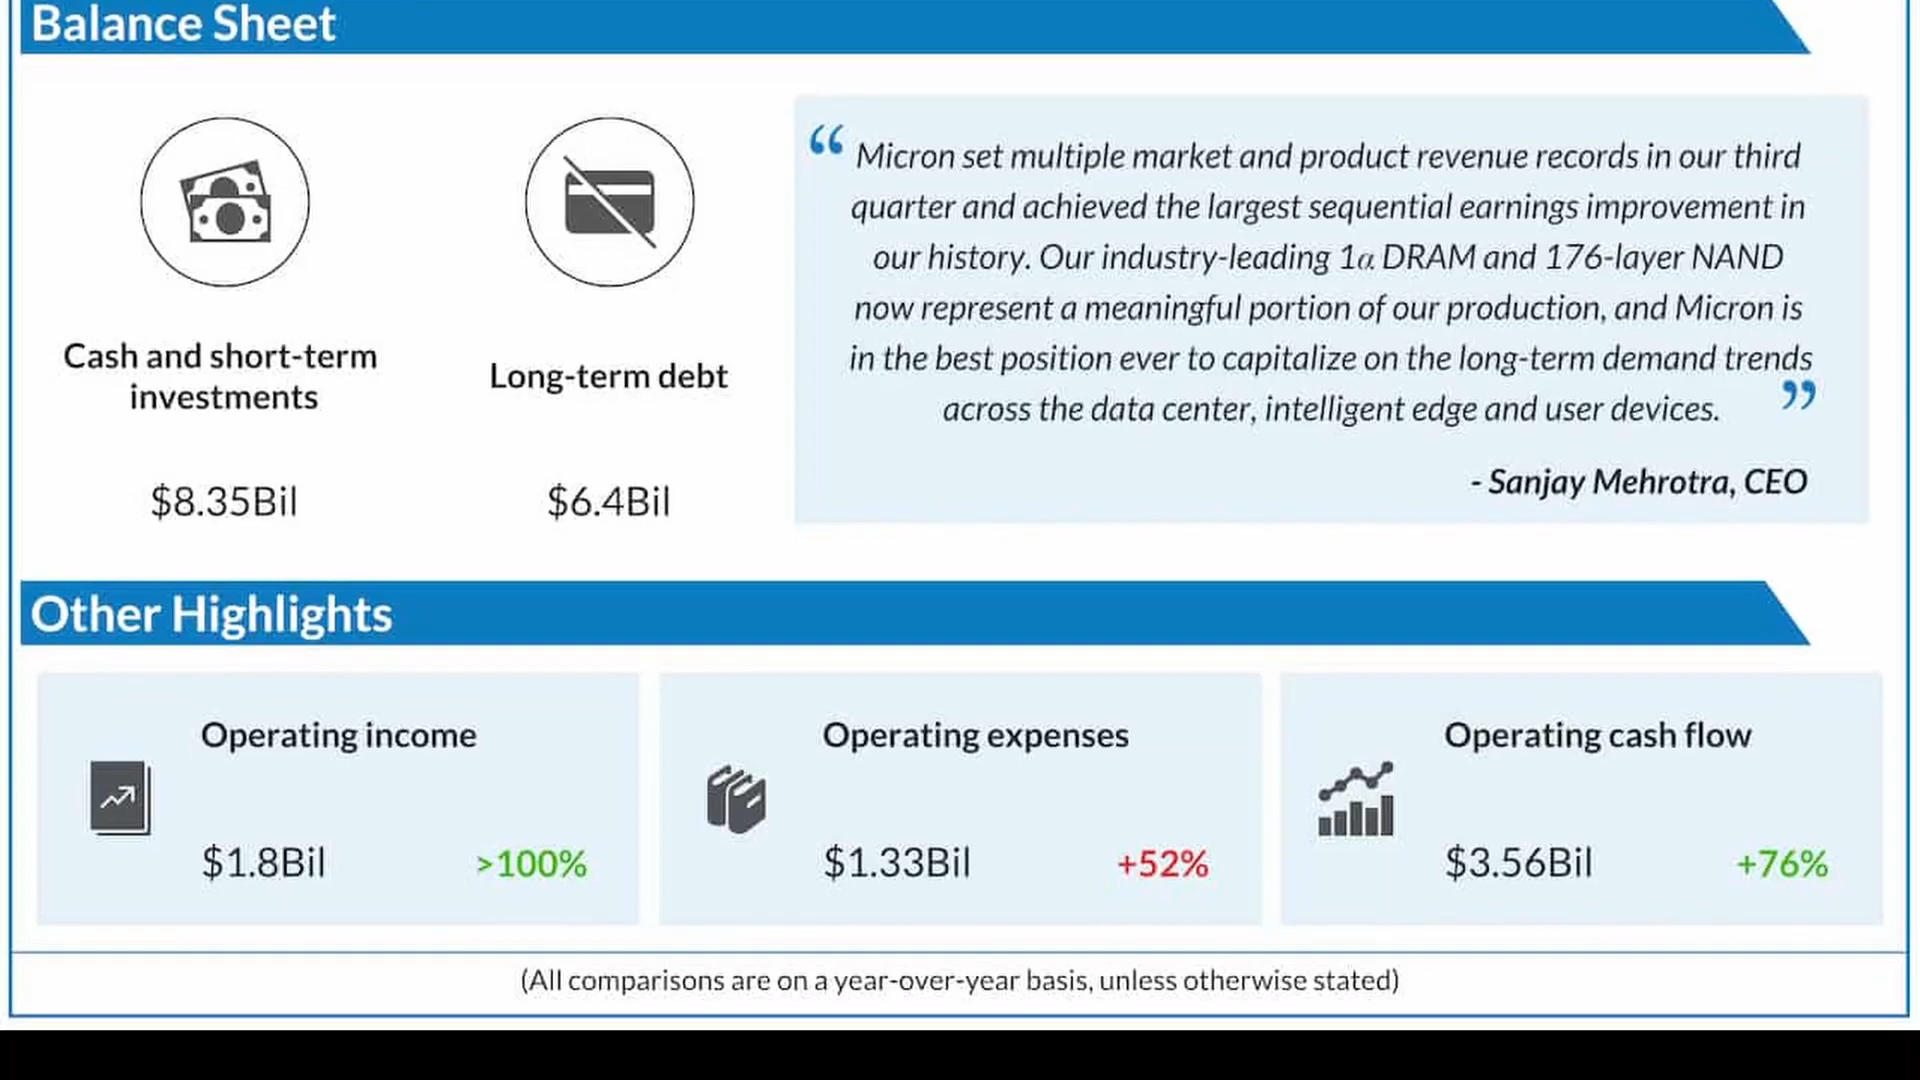 Balance Sheet
Cash and short-term
investments
$8.35Bil
Long-term debt
$6.4Bil
“ Micron set multiple market and product revenue records in our third
quarter and achieved the largest sequential earnings improvement in
our history. Our industry-leading 1α DRAM and 176-layer NAND
now represent a meaningful portion of our production, and Micron is
in the best position ever to capitalize on the long-term demand trends
across the data center, intelligent edge and user devices. ”
- Sanjay Mehrotra, CEO
Other Highlights
Operating income
$1.8Bil >100%
Operating expenses
$1.33Bil +52%
Operating cash flow
$3.56Bil +76%
(All comparisons are on a year-over-year basis, unless otherwise stated)